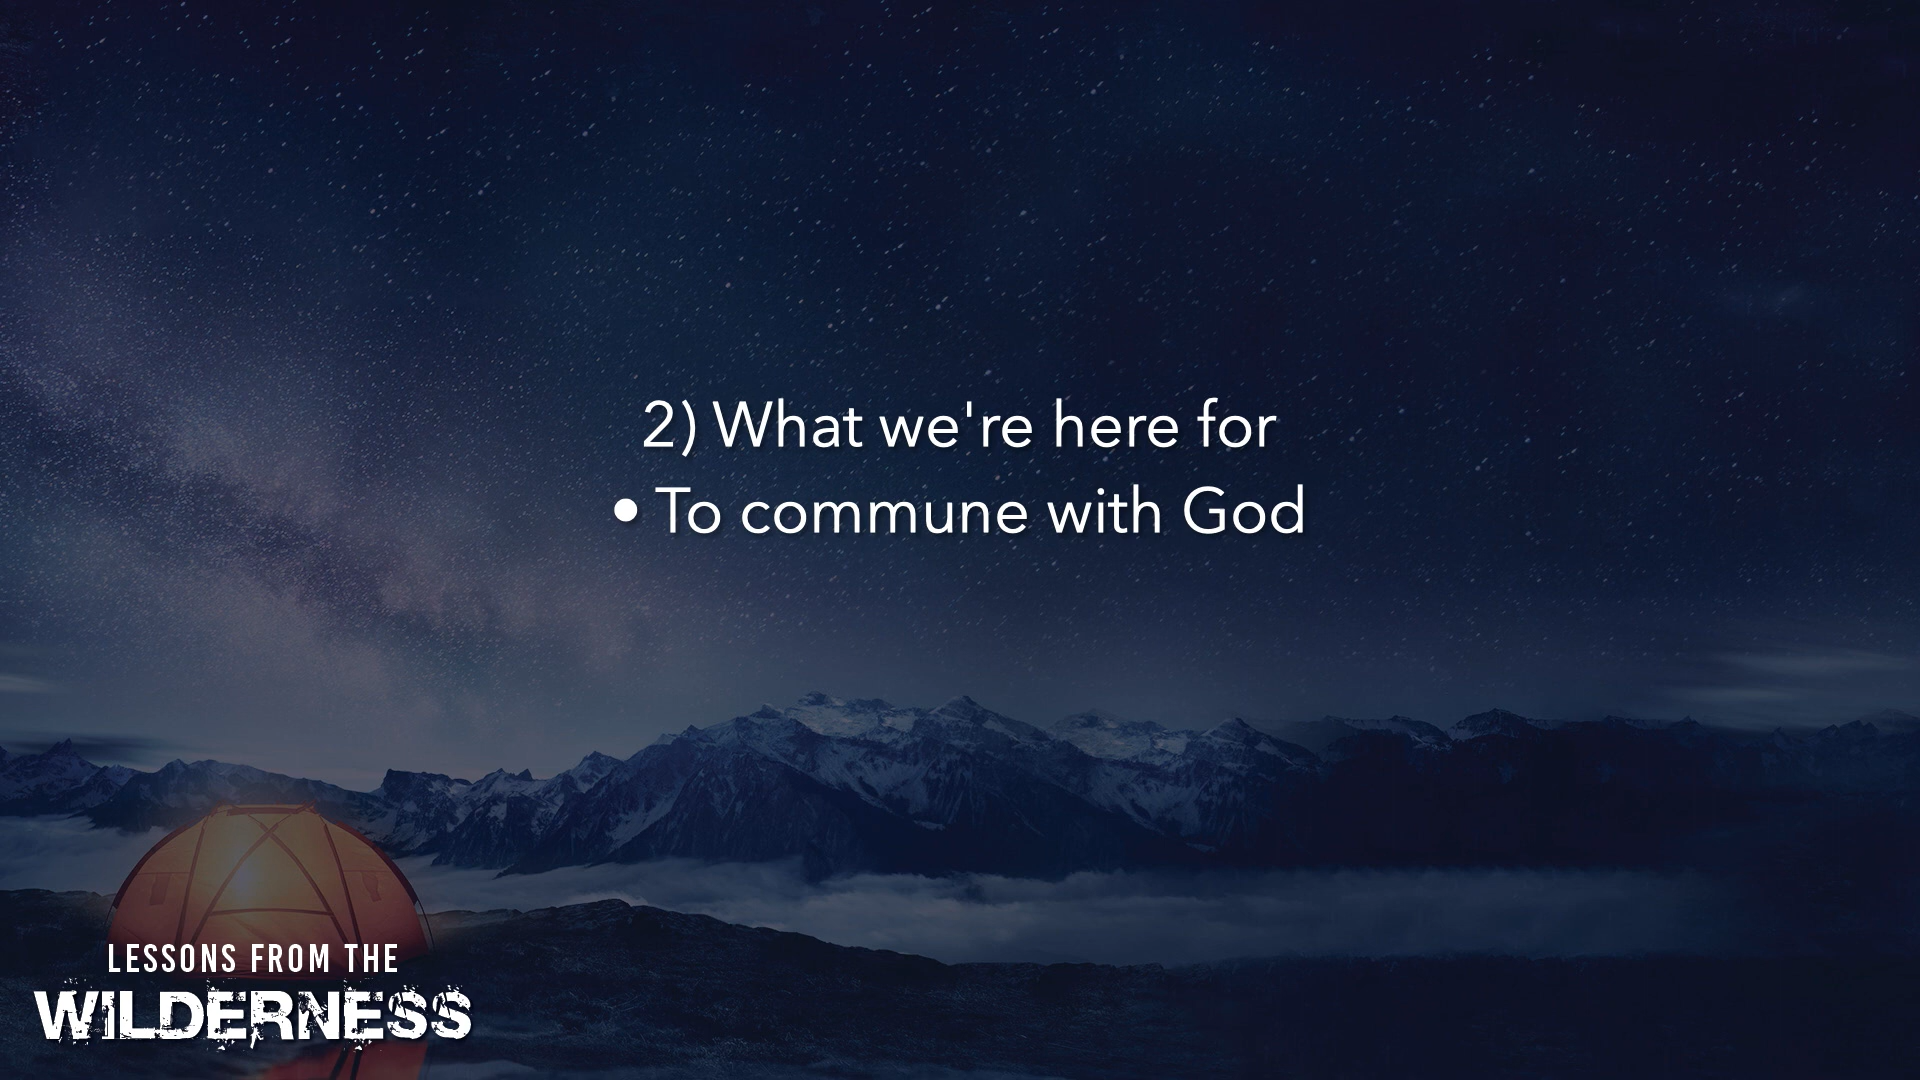 2) What we're here for
• To commune with God
LESSONS FROM THE
WILDERNESS